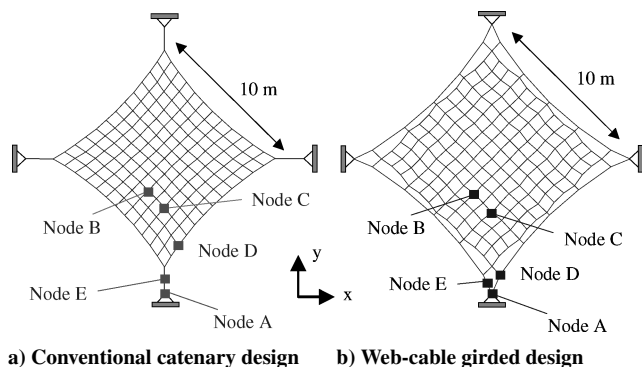 10 m
10 m
Node B
Node C
Node D
Node E
Node A
y
x
Node B
Node C
Node E
Node D
Node A
a) Conventional catenary design
b) Web-cable girded design